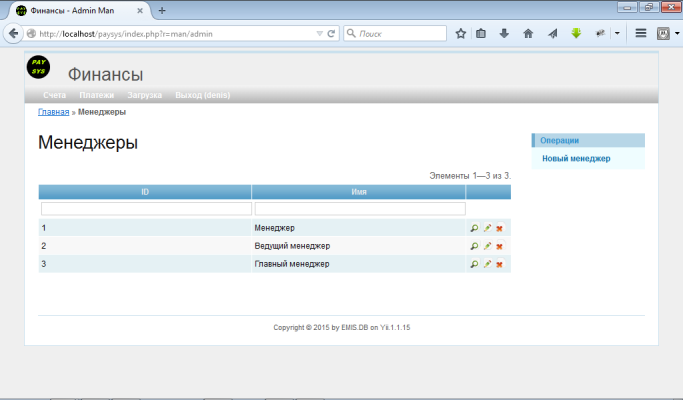 Финансы - Admin Man
http://localhost/paysys/index.php?r=man/admin
Поиск
PAY
SYS
Финансы
Счета Платежи Загрузка Выход (denis)
Главная » Менеджеры
Менеджеры
Операции
Новый менеджер
Элементы 1—3 из 3.
ID Имя
1 Менеджер
2 Ведущий менеджер
3 Главный менеджер
Copyright © 2015 by EMIS.DB on Yii.1.1.15